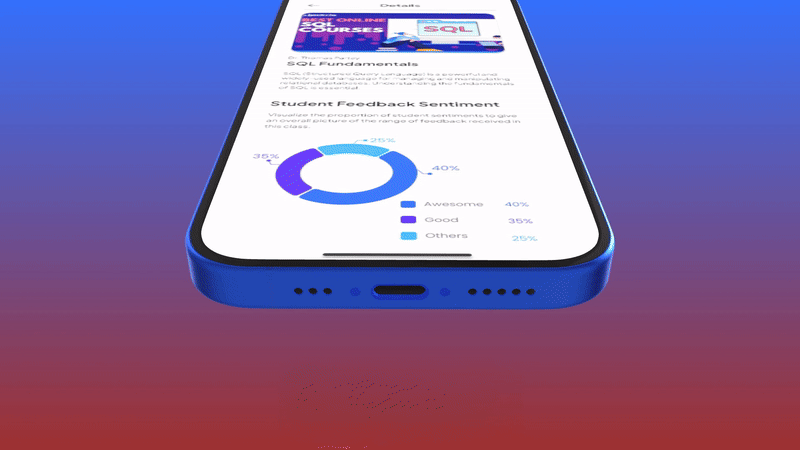 Details
BEST ONLINE
SQL
COURSES
SQL
SQL Fundamentals
SQL (Structured Query Language) is a powerful and
widely-used language for managing and manipulating
relational databases. Understanding the fundamentals
of SQL is essential.
Student Feedback Sentiment
Visualize the proportion of student sentiments to give
an overall picture of the range of feedback received in
this class.
25%
35%
40%
Awesome 40%
Good 35%
Others 25%